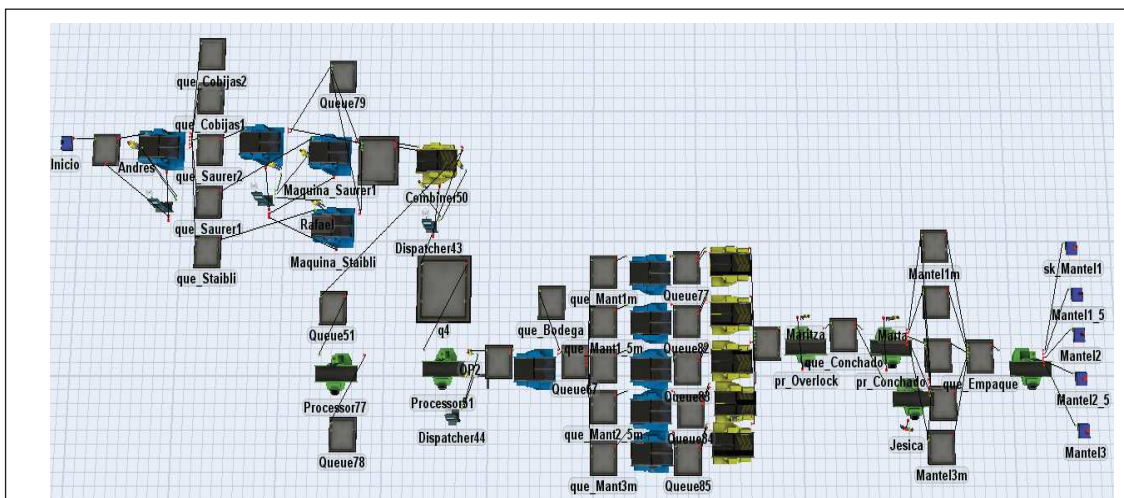 que_Cobijas2
Queue79
que_Cobijas1
Inicio
Andres
que_Saurer2
Maquina_Saurer1
Combiner50
que_Saurer1
Rafael
Dispatcher43
Maquina_Staibli
que_Staibli
Mantel1m
sk_Mantel1
que_Mant1m
Queue77
Mantel1_5
Queue51
q4
que_Bodega
Maritza
Marta
Mantel2
que_Mant1_5m
Queue82
que_Conchado
OP2
Queue67
pr_Overlock
pr_Conchado
que_Empaque
Mantel2_5
Processor77
Processor51
Queue83
Dispatcher44
que_Mant2_5m
Queue84
Jesica
Mantel3
Queue78
que_Mant3m
Queue85
Mantel3m